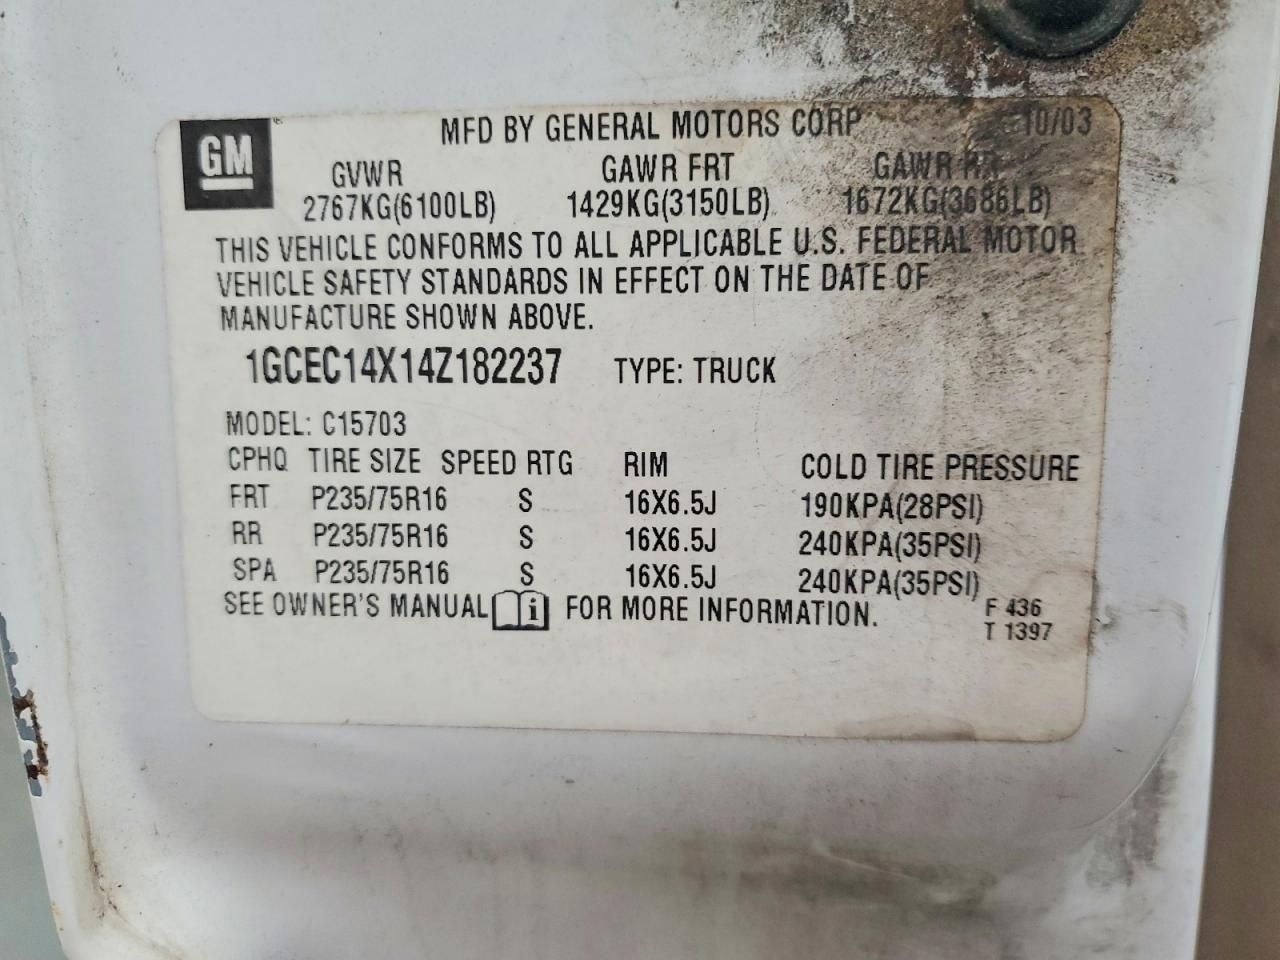 GM
MFD BY GENERAL MOTORS CORP 10/03
GVWR GAWR FRT GAWR RR
2767KG(6100LB) 1429KG(3150LB) 1672KG(3686LB)
THIS VEHICLE CONFORMS TO ALL APPLICABLE U.S. FEDERAL MOTOR
VEHICLE SAFETY STANDARDS IN EFFECT ON THE DATE OF
MANUFACTURE SHOWN ABOVE.
1GCEC14X14Z182237 TYPE: TRUCK
MODEL: C15703
CPHQ TIRE SIZE SPEED RTG RIM COLD TIRE PRESSURE
FRT P235/75R16 S 16X6.5J 190KPA(28PSI)
RR P235/75R16 S 16X6.5J 240KPA(35PSI)
SPA P235/75R16 S 16X6.5J 240KPA(35PSI)
SEE OWNER'S MANUAL i FOR MORE INFORMATION.
F 436
T 1397